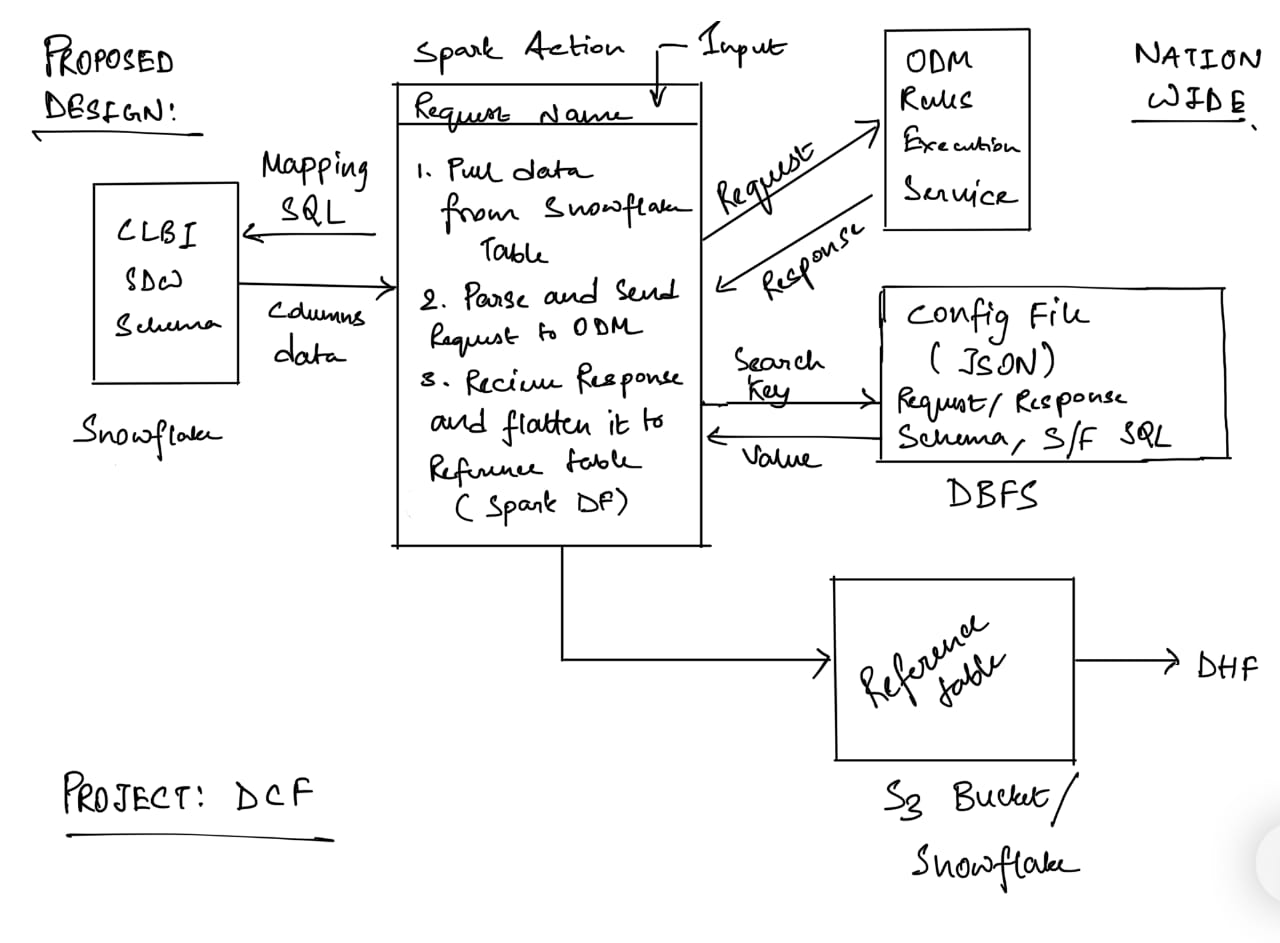 PROPOSED
DESIGN:
Spark Action
Input
NATION
WIDE
Request Name
1. Pull data
from Snowflake
Table
2. Parse and Send
Request to ODM
3. Recieve Response
and flatten it to
Reference table
(Spark DF)
Mapping
SQL
CLBI
SDW
Schema
Columns
data
Snowflake
Request
Response
ODM
Rules
Execution
Service
Search
Key
Value
Config File
(JSON)
Request/Response
Schema, S/F SQL
DBFS
Reference
table
DHF
S3 Bucket/
Snowflake
PROJECT: DCF